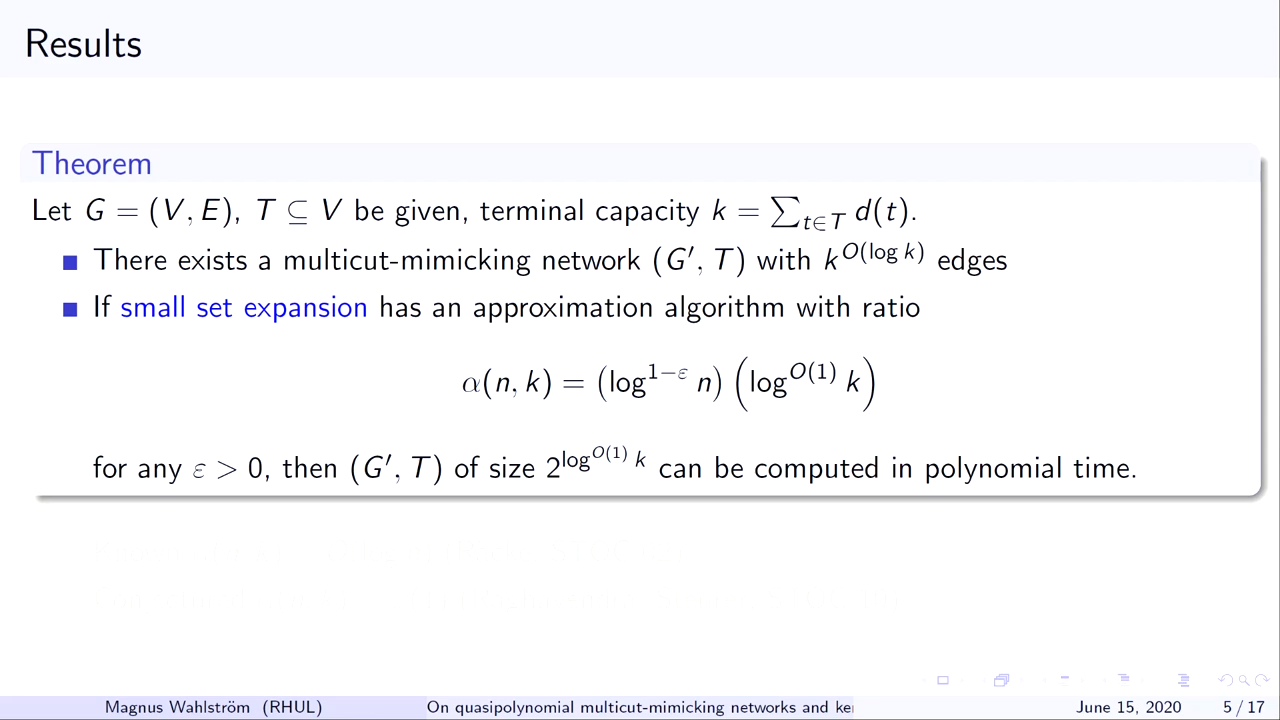 Results
Theorem
Let G = (V, E), T ⊆ V be given, terminal capacity k = ∑_{t∈T} d(t).
■ There exists a multicut-mimicking network (G′, T) with k^{O(log k)} edges
■ If small set expansion has an approximation algorithm with ratio
α(n, k) = (log^{1−ε} n) (log^{O(1)} k)
for any ε > 0, then (G′, T) of size 2^{log^{O(1)} k} can be computed in polynomial time.
Magnus Wahlström (RHUL) On quasipolynomial multicut-mimicking networks and ke June 15, 2020 5 / 17